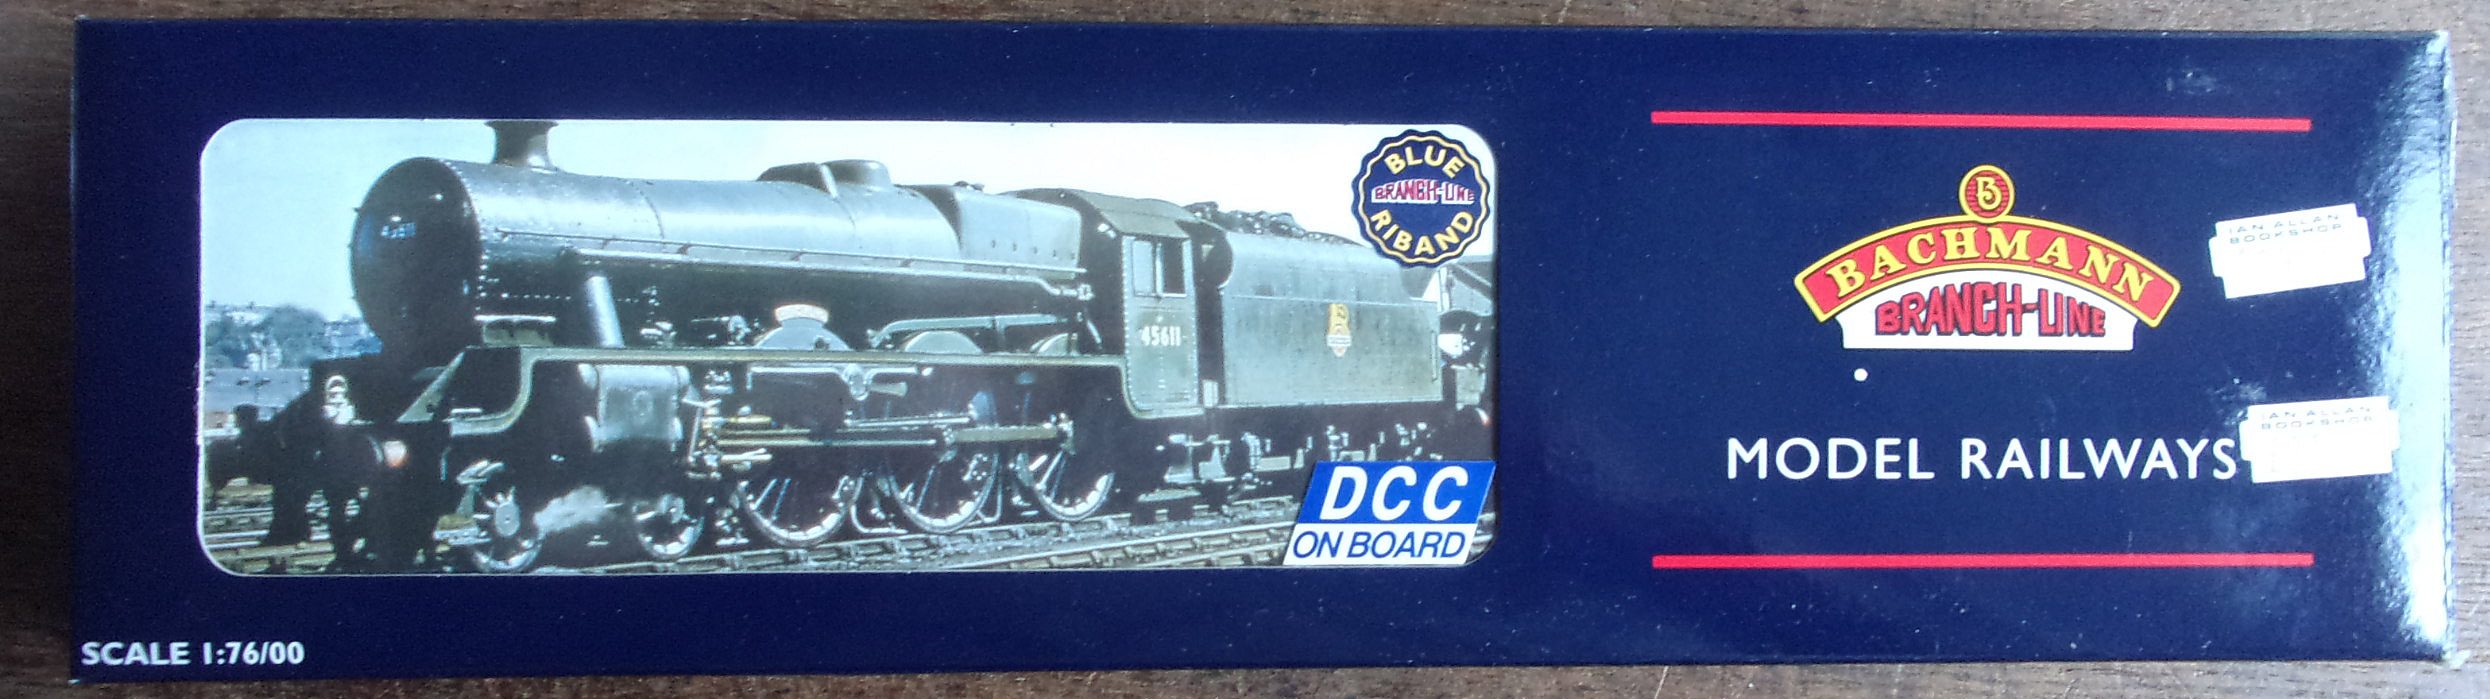 45611
45611
BLUE
BRANCH-LINE
RIBAND
DCC
ON BOARD
SCALE 1:76/00
B
BACHMANN
BRANCH-LINE
MODEL RAILWAYS
IAN ALLAN
BOOKSHOP
IAN ALLAN
BOOKSHOP